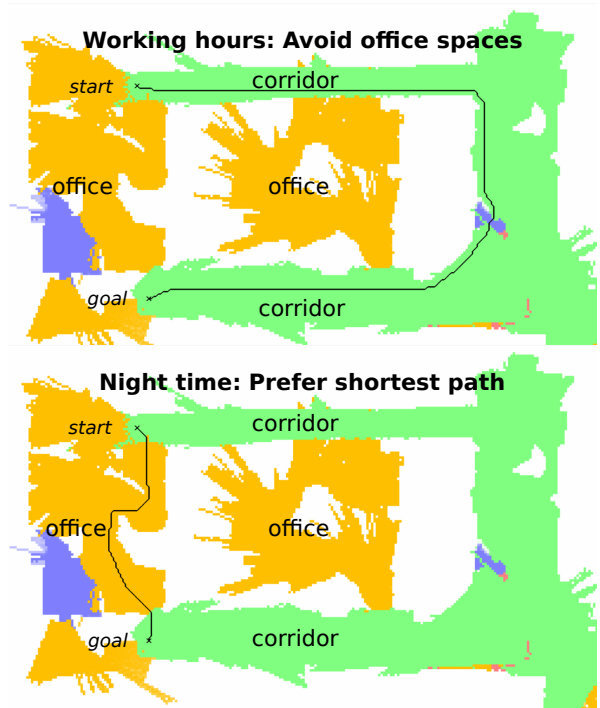 Working hours: Avoid office spaces
start
corridor
office
office
goal
corridor
Night time: Prefer shortest path
start
corridor
office
office
goal
corridor